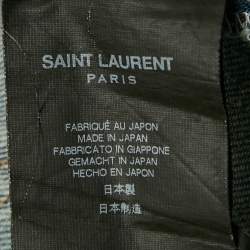 SAINT LAURENT
PARIS
FABRIQUÉ AU JAPON
MADE IN JAPAN
FABBRICATO IN GIAPPONE
GEMACHT IN JAPAN
HECHO EN JAPON
日本製
日本制造